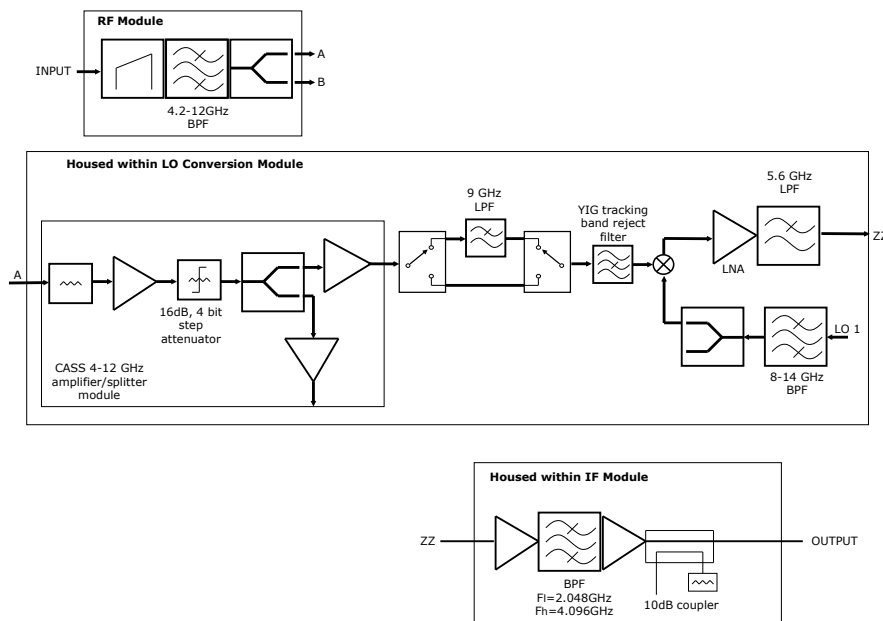 RF Module
INPUT
A
B
4.2-12GHz
BPF
Housed within LO Conversion Module
A
16dB, 4 bit
step
attenuator
CASS 4-12 GHz
amplifier/splitter
module
9 GHz
LPF
YIG tracking
band reject
filter
LNA
5.6 GHz
LPF
ZZ
LO 1
8-14 GHz
BPF
Housed within IF Module
ZZ
BPF
Fl=2.048GHz
Fh=4.096GHz
10dB coupler
OUTPUT